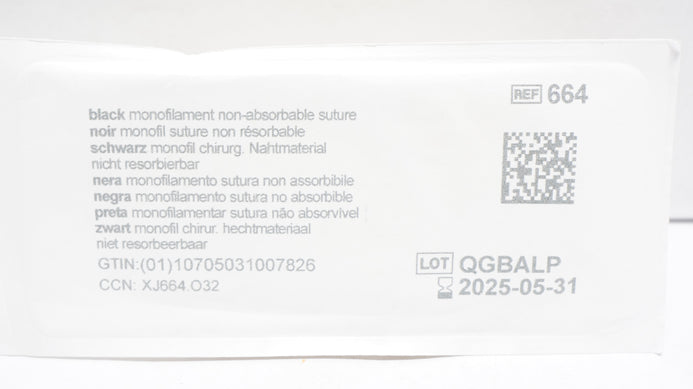 REF 664
black monofilament non-absorbable suture
noir monofil suture non résorbable
schwarz monofil chirurg. Nahtmaterial
nicht resorbierbar
nera monofilamento sutura non assorbibile
negra monofilamento sutura no absorbible
preta monofilamentar sutura não absorvível
zwart monofil chirur. hechtmateriaal
niet resorbeerbaar
GTIN:(01)10705031007826
CCN: XJ664.O32
LOT QGBALP
2025-05-31